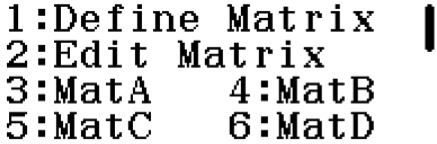 1:Define Matrix
2:Edit Matrix
3:MatA 4:MatB
5:MatC 6:MatD